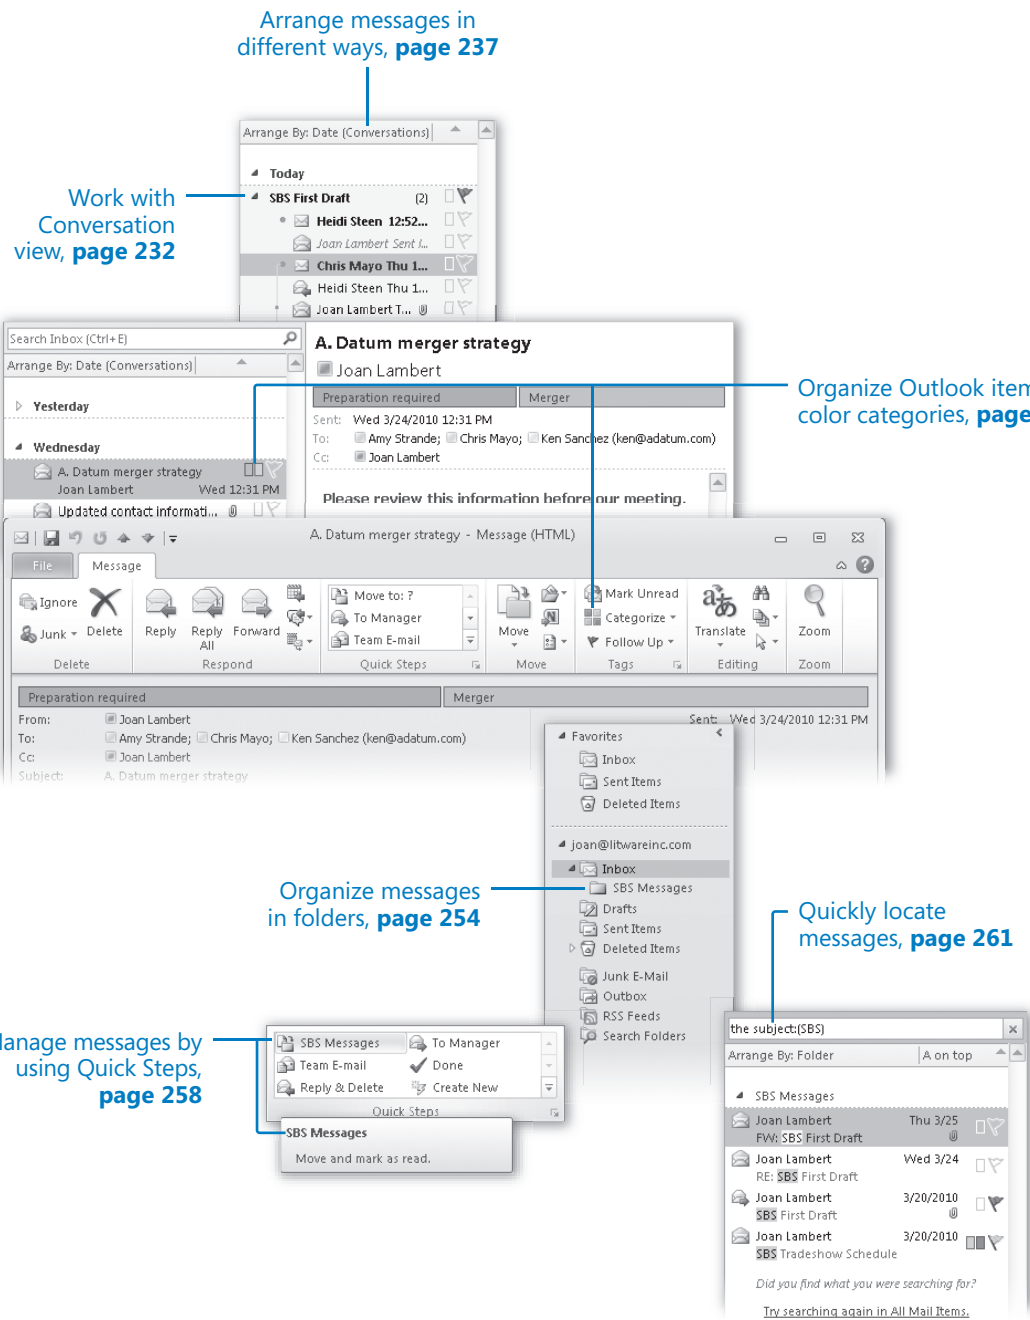 Arrange messages in
different ways, page 237
Arrange By: Date (Conversations)
Today
Work with
Conversation
view, page 232
SBS First Draft (2)
Heidi Steen 12:52...
Joan Lambert Sent I...
Chris Mayo Thu 1...
Heidi Steen Thu 1...
Joan Lambert T...
Search Inbox (Ctrl+E)
Arrange By: Date (Conversations)
Yesterday
Wednesday
A. Datum merger strategy
Joan Lambert Wed 12:31 PM
Updated contact informati...
A. Datum merger strategy
Joan Lambert
Preparation required Merger
Sent: Wed 3/24/2010 12:31 PM
To: Amy Strande; Chris Mayo; Ken Sanchez (ken@adatum.com)
Cc: Joan Lambert
Please review this information before our meeting.
Organize Outlook item
color categories, page
A. Datum merger strategy - Message (HTML)
File Message
Ignore
Junk
Delete
Delete
Reply
Reply
All
Forward
Respond
Move to: ?
To Manager
Team E-mail
Quick Steps
Move
Move
Mark Unread
Categorize
Follow Up
Tags
Translate
Editing
Zoom
Zoom
Preparation required Merger
From: Joan Lambert Sent: Wed 3/24/2010 12:31 PM
To: Amy Strande; Chris Mayo; Ken Sanchez (ken@adatum.com)
Cc: Joan Lambert
Subject: A. Datum merger strategy
Favorites
Inbox
Sent Items
Deleted Items
joan@litwareinc.com
Inbox
SBS Messages
Drafts
Sent Items
Deleted Items
Junk E-Mail
Outbox
RSS Feeds
Search Folders
Organize messages
in folders, page 254
Quickly locate
messages, page 261
anage messages by
using Quick Steps,
page 258
SBS Messages To Manager
Team E-mail Done
Reply & Delete Create New
Quick Steps
SBS Messages
Move and mark as read.
the subject:(SBS)
Arrange By: Folder A on top
SBS Messages
Joan Lambert Thu 3/25
FW: SBS First Draft
Joan Lambert Wed 3/24
RE: SBS First Draft
Joan Lambert 3/20/2010
SBS First Draft
Joan Lambert 3/20/2010
SBS Tradeshow Schedule
Did you find what you were searching for?
Try searching again in All Mail Items.